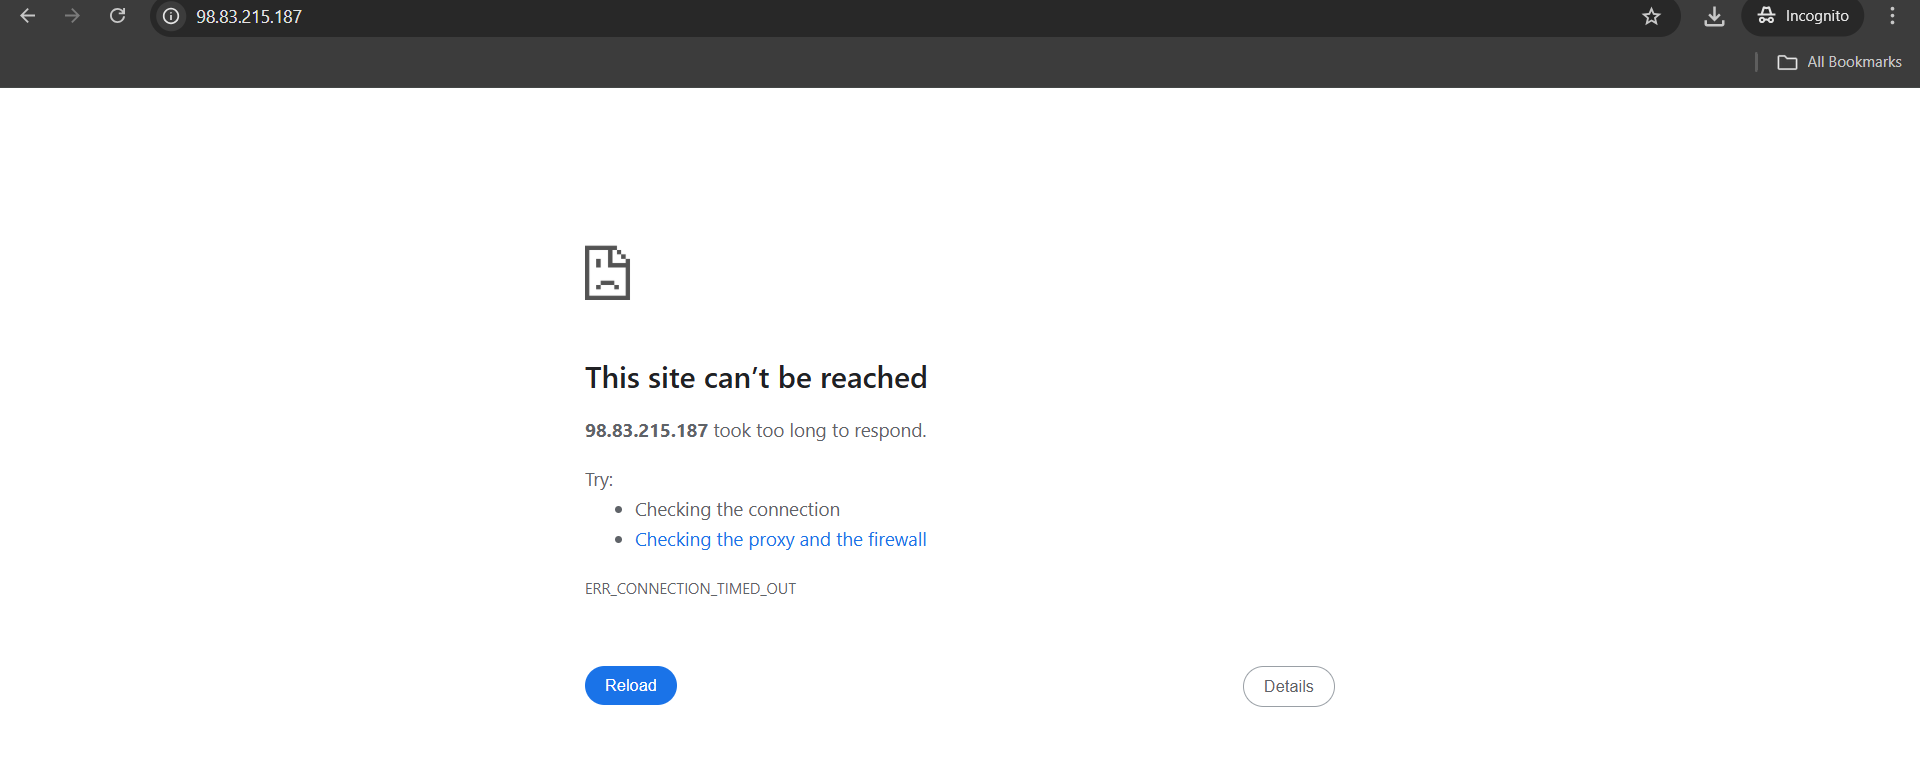 98.83.215.187
Incognito
All Bookmarks
This site can’t be reached
98.83.215.187 took too long to respond.
Try:
Checking the connection
Checking the proxy and the firewall
ERR_CONNECTION_TIMED_OUT
Reload
Details